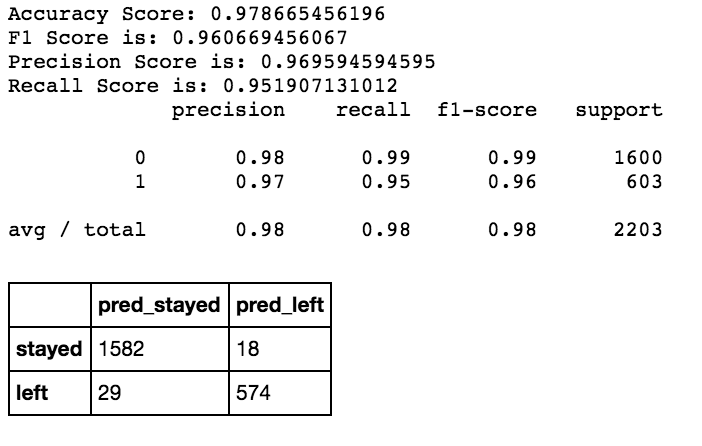 Accuracy Score: 0.978665456196
F1 Score is: 0.960669456067
Precision Score is: 0.969594594595
Recall Score is: 0.951907131012
precision recall f1-score support
0 0.98 0.99 0.99 1600
1 0.97 0.95 0.96 603
avg / total 0.98 0.98 0.98 2203
pred_stayed pred_left
stayed 1582 18
left 29 574